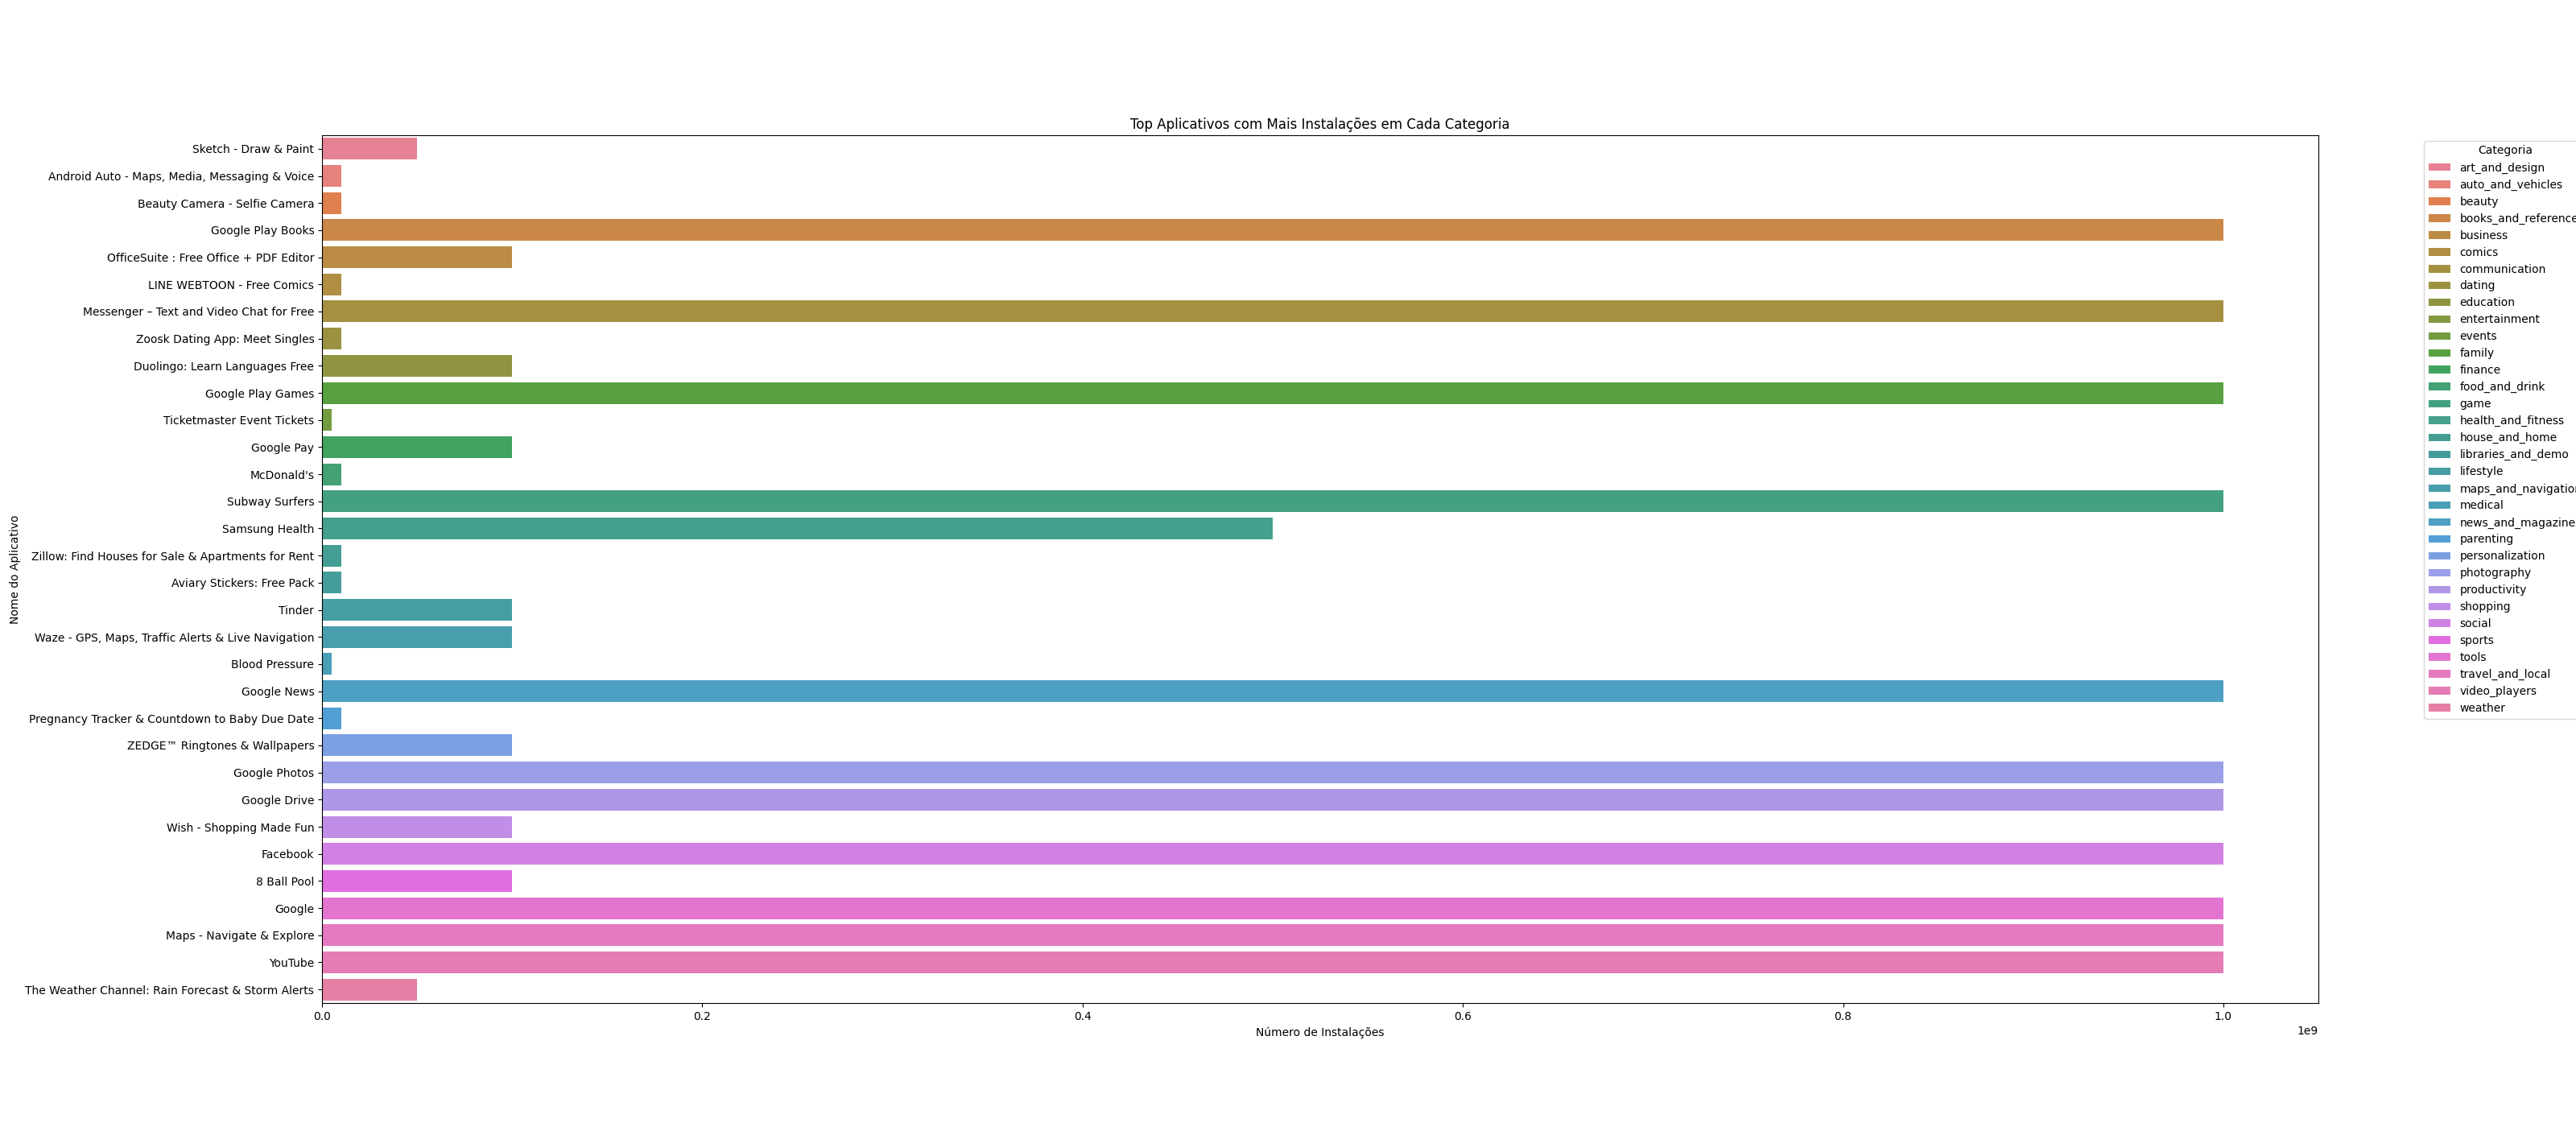 Top Aplicativos com Mais Instalações em Cada Categoria
Nome do Aplicativo
Sketch - Draw & Paint
Android Auto - Maps, Media, Messaging & Voice
Beauty Camera - Selfie Camera
Google Play Books
OfficeSuite : Free Office + PDF Editor
LINE WEBTOON - Free Comics
Messenger – Text and Video Chat for Free
Zoosk Dating App: Meet Singles
Duolingo: Learn Languages Free
Google Play Games
Ticketmaster Event Tickets
Google Pay
McDonald's
Subway Surfers
Samsung Health
Zillow: Find Houses for Sale & Apartments for Rent
Aviary Stickers: Free Pack
Tinder
Waze - GPS, Maps, Traffic Alerts & Live Navigation
Blood Pressure
Google News
Pregnancy Tracker & Countdown to Baby Due Date
ZEDGE™ Ringtones & Wallpapers
Google Photos
Google Drive
Wish - Shopping Made Fun
Facebook
8 Ball Pool
Google
Maps - Navigate & Explore
YouTube
The Weather Channel: Rain Forecast & Storm Alerts
0.0 0.2 0.4 0.6 0.8 1.0
1e9
Número de Instalações
Categoria
art_and_design
auto_and_vehicles
beauty
books_and_reference
business
comics
communication
dating
education
entertainment
events
family
finance
food_and_drink
game
health_and_fitness
house_and_home
libraries_and_demo
lifestyle
maps_and_navigatio
medical
news_and_magazine
parenting
personalization
photography
productivity
shopping
social
sports
tools
travel_and_local
video_players
weather